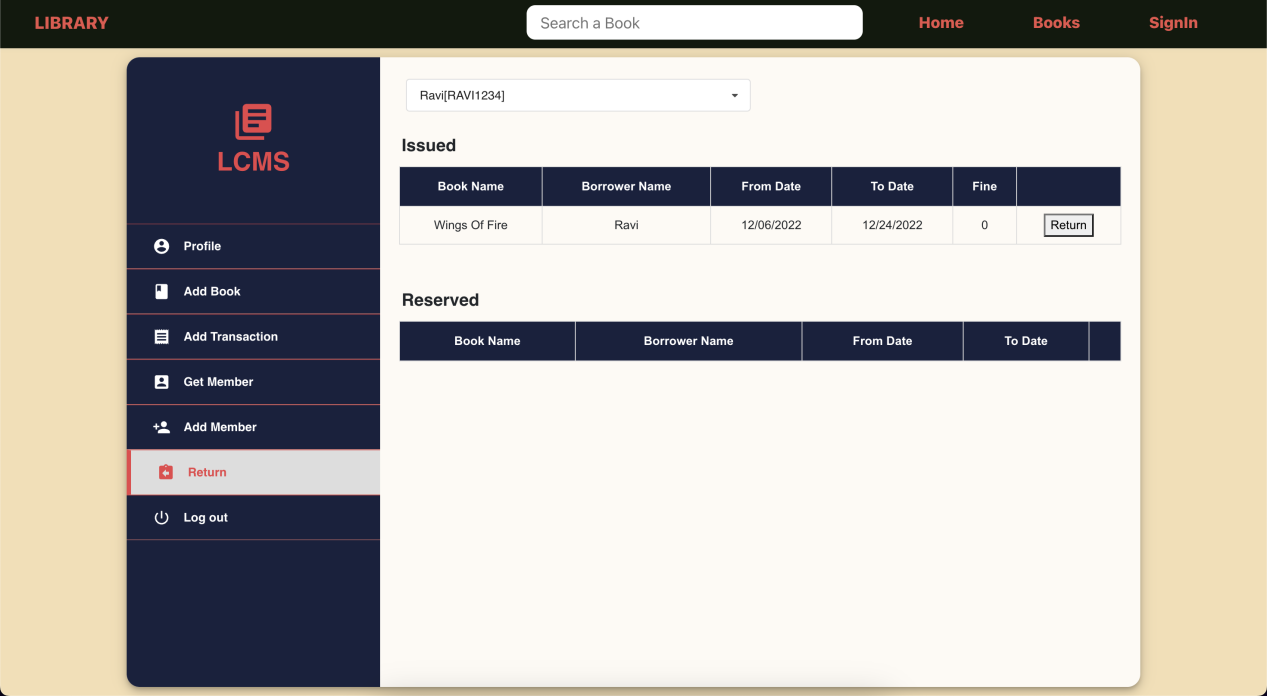 LIBRARY Search a Book Home Books SignIn
LCMS
Profile
Add Book
Add Transaction
Get Member
Add Member
Return
Log out
Ravi[RAVI1234]
Issued
Book Name Borrower Name From Date To Date Fine
Wings Of Fire Ravi 12/06/2022 12/24/2022 0 Return
Reserved
Book Name Borrower Name From Date To Date